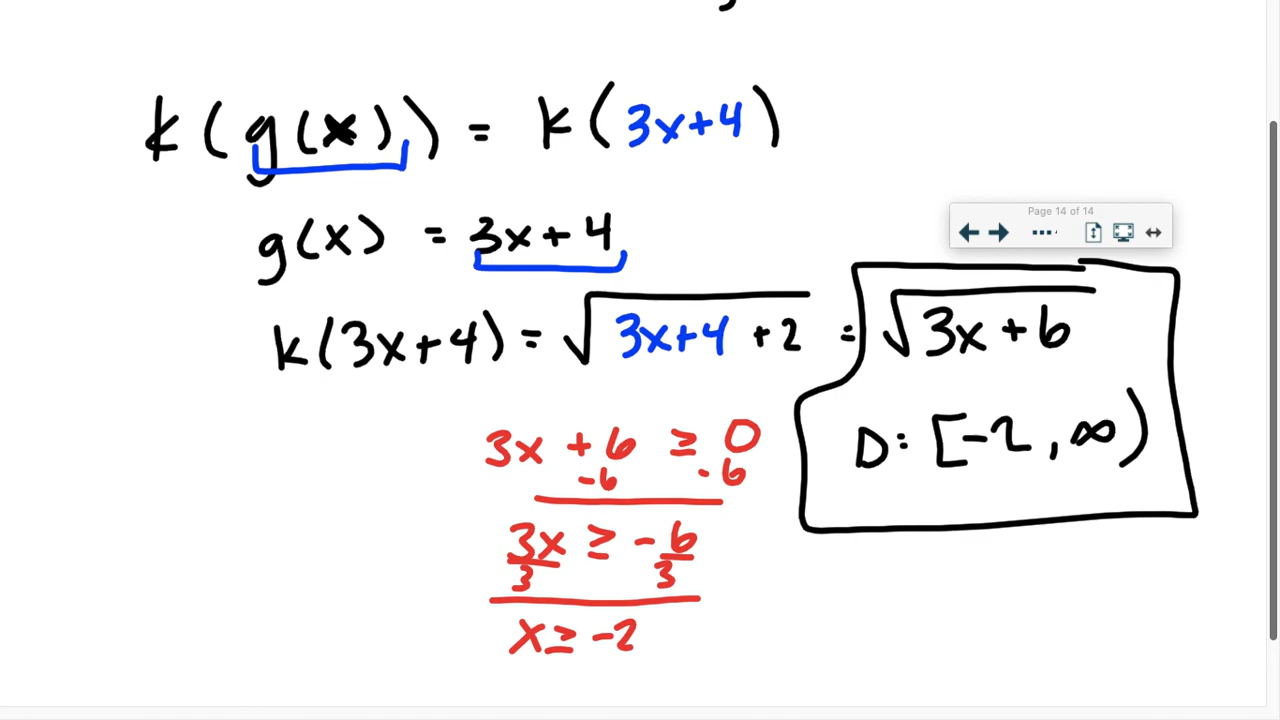 k(g(x)) = k(3x+4)
Page 14 of 14
g(x) = 3x+4
k(3x+4) = √(3x+4 +2) = √(3x+6)
3x + 6 ≥ 0
D: [-2, ∞)
-6 -6
3x ≥ -6
3 3
x ≥ -2